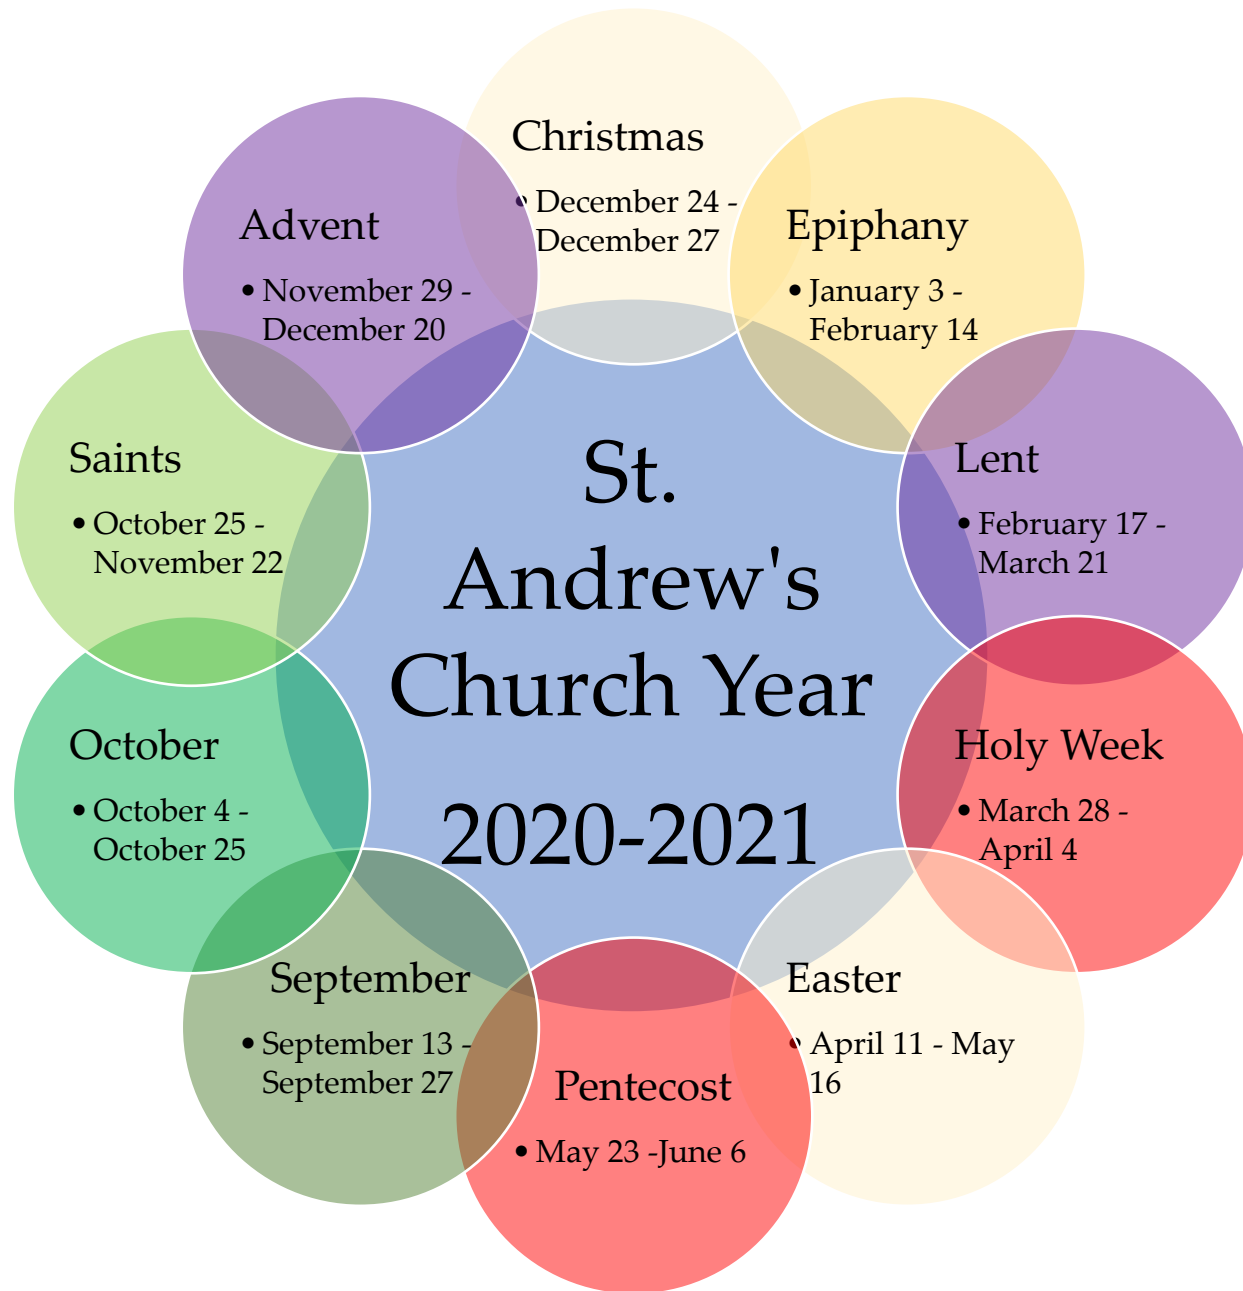 St.
Andrew's
Church Year
2020-2021
Christmas
• December 24 -
December 27
Epiphany
• January 3 -
February 14
Lent
• February 17 -
March 21
Holy Week
• March 28 -
April 4
Easter
• April 11 - May
16
Pentecost
• May 23 -June 6
September
• September 13 -
September 27
October
• October 4 -
October 25
Saints
• October 25 -
November 22
Advent
• November 29 -
December 20